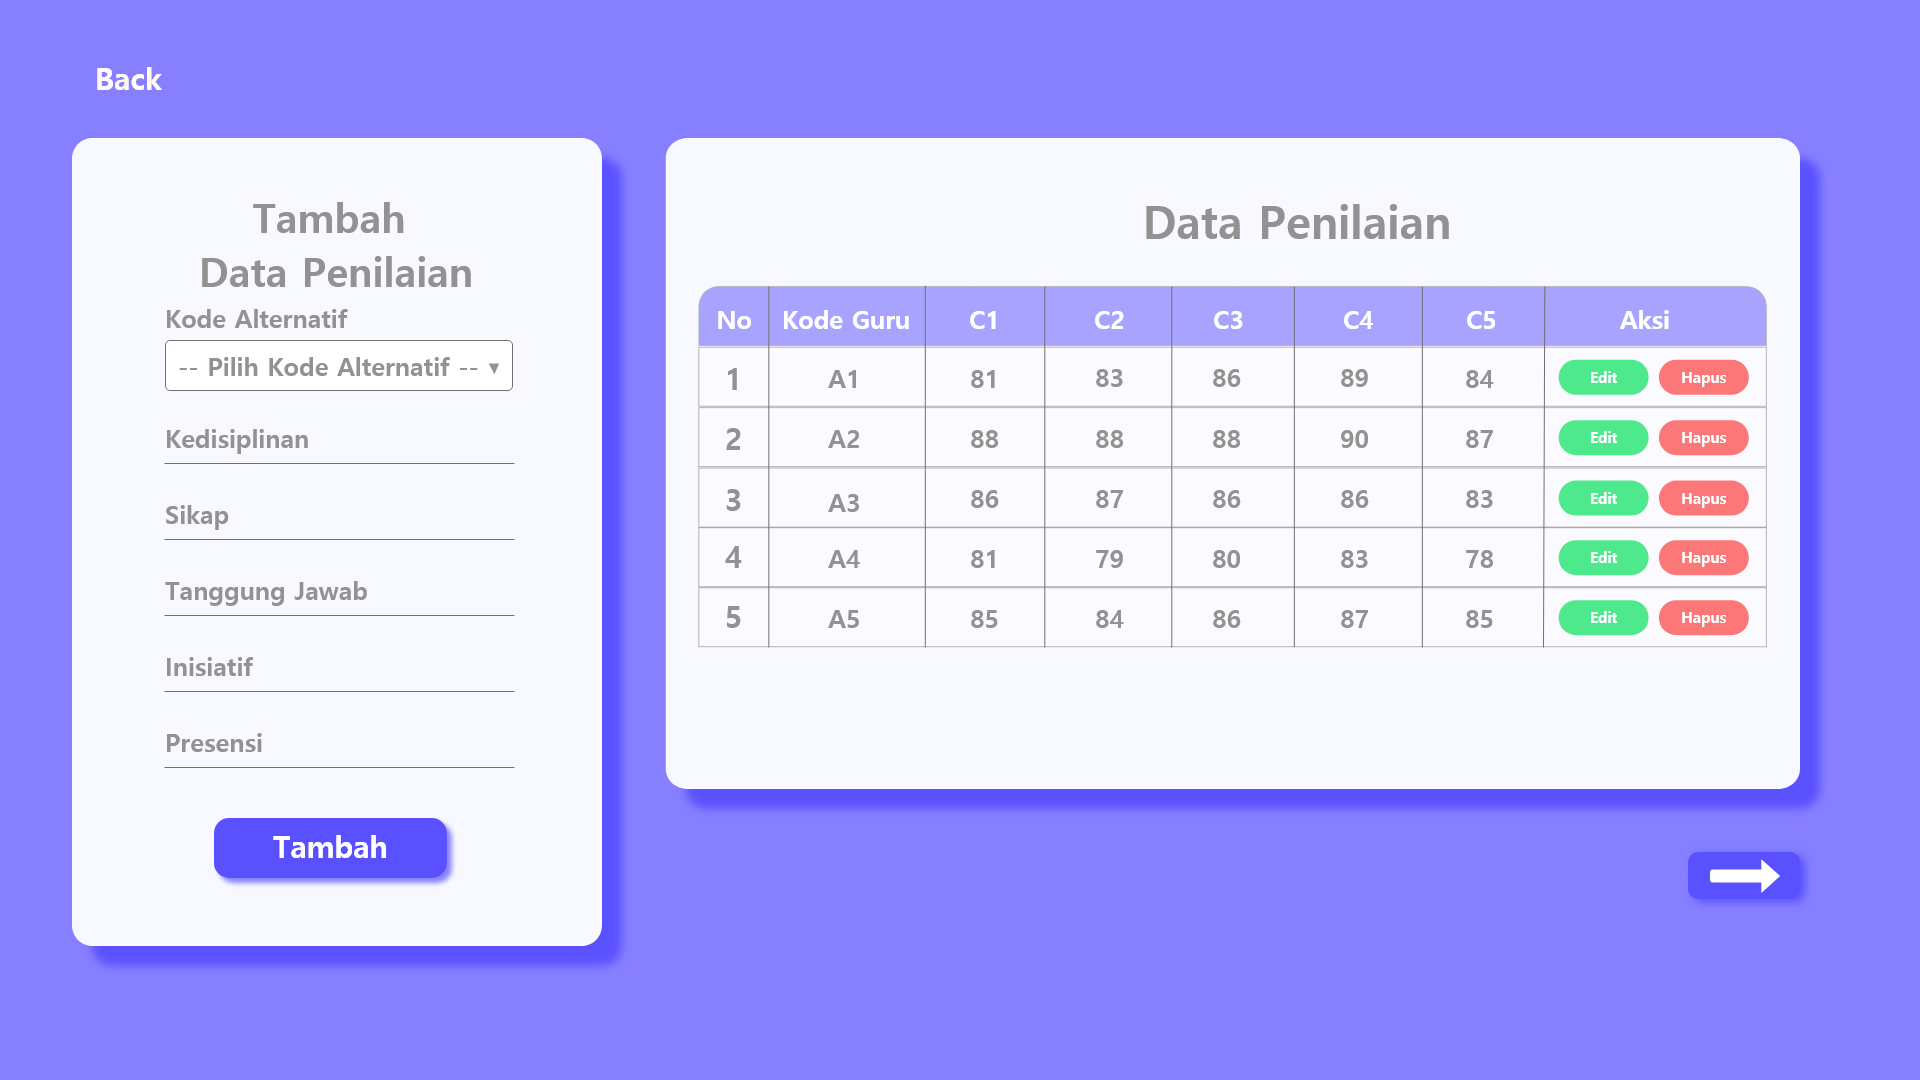 Back
Tambah
Data Penilaian
Kode Alternatif
-- Pilih Kode Alternatif -- ▾
Kedisiplinan
Sikap
Tanggung Jawab
Inisiatif
Presensi
Tambah
Data Penilaian
No Kode Guru C1 C2 C3 C4 C5 Aksi
1 A1 81 83 86 89 84 Edit Hapus
2 A2 88 88 88 90 87 Edit Hapus
3 A3 86 87 86 86 83 Edit Hapus
4 A4 81 79 80 83 78 Edit Hapus
5 A5 85 84 86 87 85 Edit Hapus